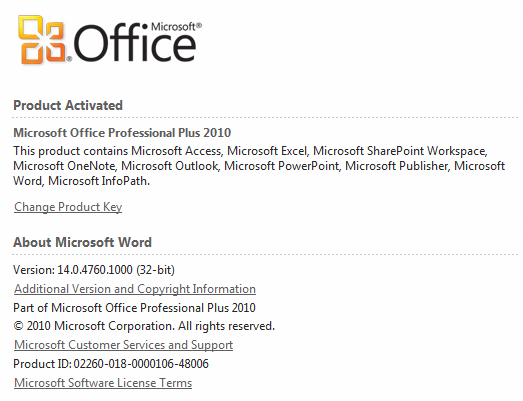 Microsoft®
Office
Product Activated
Microsoft Office Professional Plus 2010
This product contains Microsoft Access, Microsoft Excel, Microsoft SharePoint Workspace,
Microsoft OneNote, Microsoft Outlook, Microsoft PowerPoint, Microsoft Publisher, Microsoft
Word, Microsoft InfoPath.
Change Product Key
About Microsoft Word
Version: 14.0.4760.1000 (32-bit)
Additional Version and Copyright Information
Part of Microsoft Office Professional Plus 2010
© 2010 Microsoft Corporation. All rights reserved.
Microsoft Customer Services and Support
Product ID: 02260-018-0000106-48006
Microsoft Software License Terms